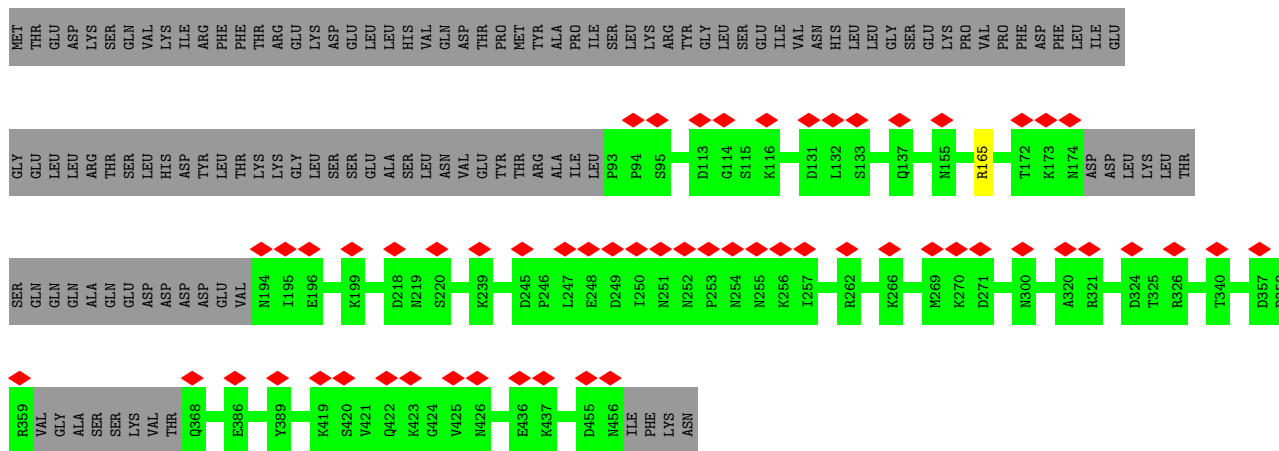 MET THR GLU ASP LYS SER GLN VAL LYS ILE ARG PHE PHE THR ARG GLU LYS ASP GLU LEU LEU HIS VAL GLN ASP THR PRO MET TYR ALA PRO ILE SER LEU LYS ARG TYR GLY LEU SER GLU ILE VAL ASN HIS LEU LEU GLY SER GLU LYS PRO VAL PRO PHE ASP PHE LEU ILE GLU
GLY GLU LEU LEU ARG THR SER LEU HIS ASP TYR LEU THR LYS LYS GLY LEU SER SER GLU ALA SER LEU ASN VAL GLU TYR THR ARG ALA ILE LEU P93 P94 S95 D113 G114 S115 K116 D131 L132 S133 Q137 N155 R165 T172 K173 N174 ASP ASP LEU LYS LEU THR
SER GLN GLN GLN ALA GLN GLU ASP ASP ASP ASP GLU VAL N194 I195 E196 K199 D218 N219 S220 K239 D245 P246 L247 E248 D249 I250 N251 N252 P253 N254 N255 K256 I257 R262 K266 M269 K270 D271 N300 A320 R321 D324 T325 R326 T340 D357
R359 VAL GLY ALA SER SER LYS VAL THR Q368 E386 Y389 K419 S420 V421 Q422 K423 G424 V425 N426 E436 K437 D455 N456 ILE PHE LYS ASN